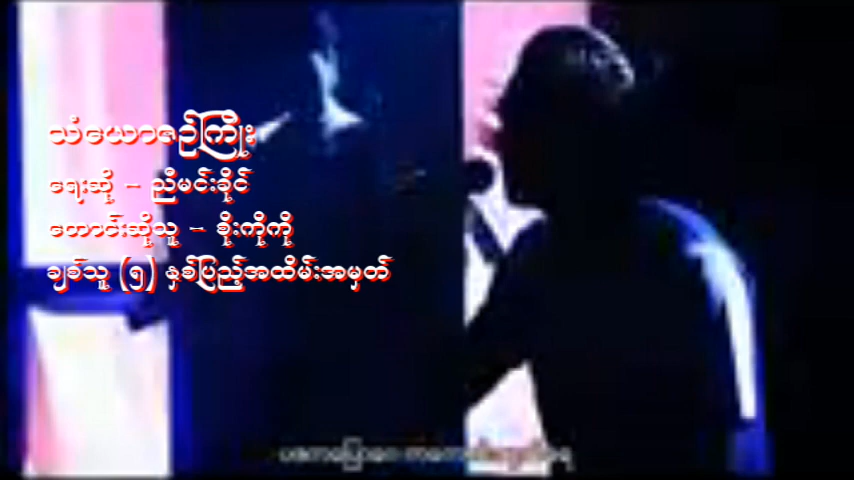 သံယောဇဉ်ကြိုး
ရေးဆို - ညီမင်းခိုင်
တောင်းဆိုသူ - စိုးကိုကို
ချစ်သူ (၅) နှစ်ပြည့်အထိမ်းအမှတ်